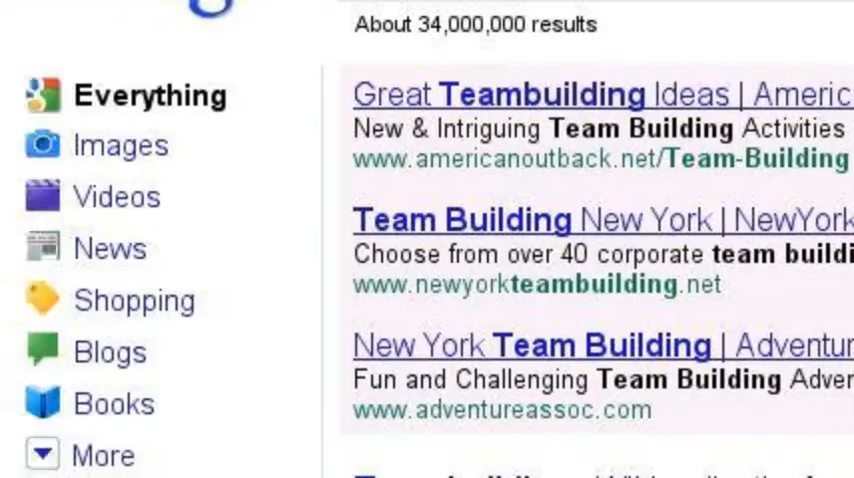 About 34,000,000 results
Everything
Images
Videos
News
Shopping
Blogs
Books
More
Great Teambuilding Ideas | Americ
New & Intriguing Team Building Activities
www.americanoutback.net/Team-Building
Team Building New York | NewYork
Choose from over 40 corporate team buildi
www.newyorkteambuilding.net
New York Team Building | Adventur
Fun and Challenging Team Building Adver
www.adventureassoc.com